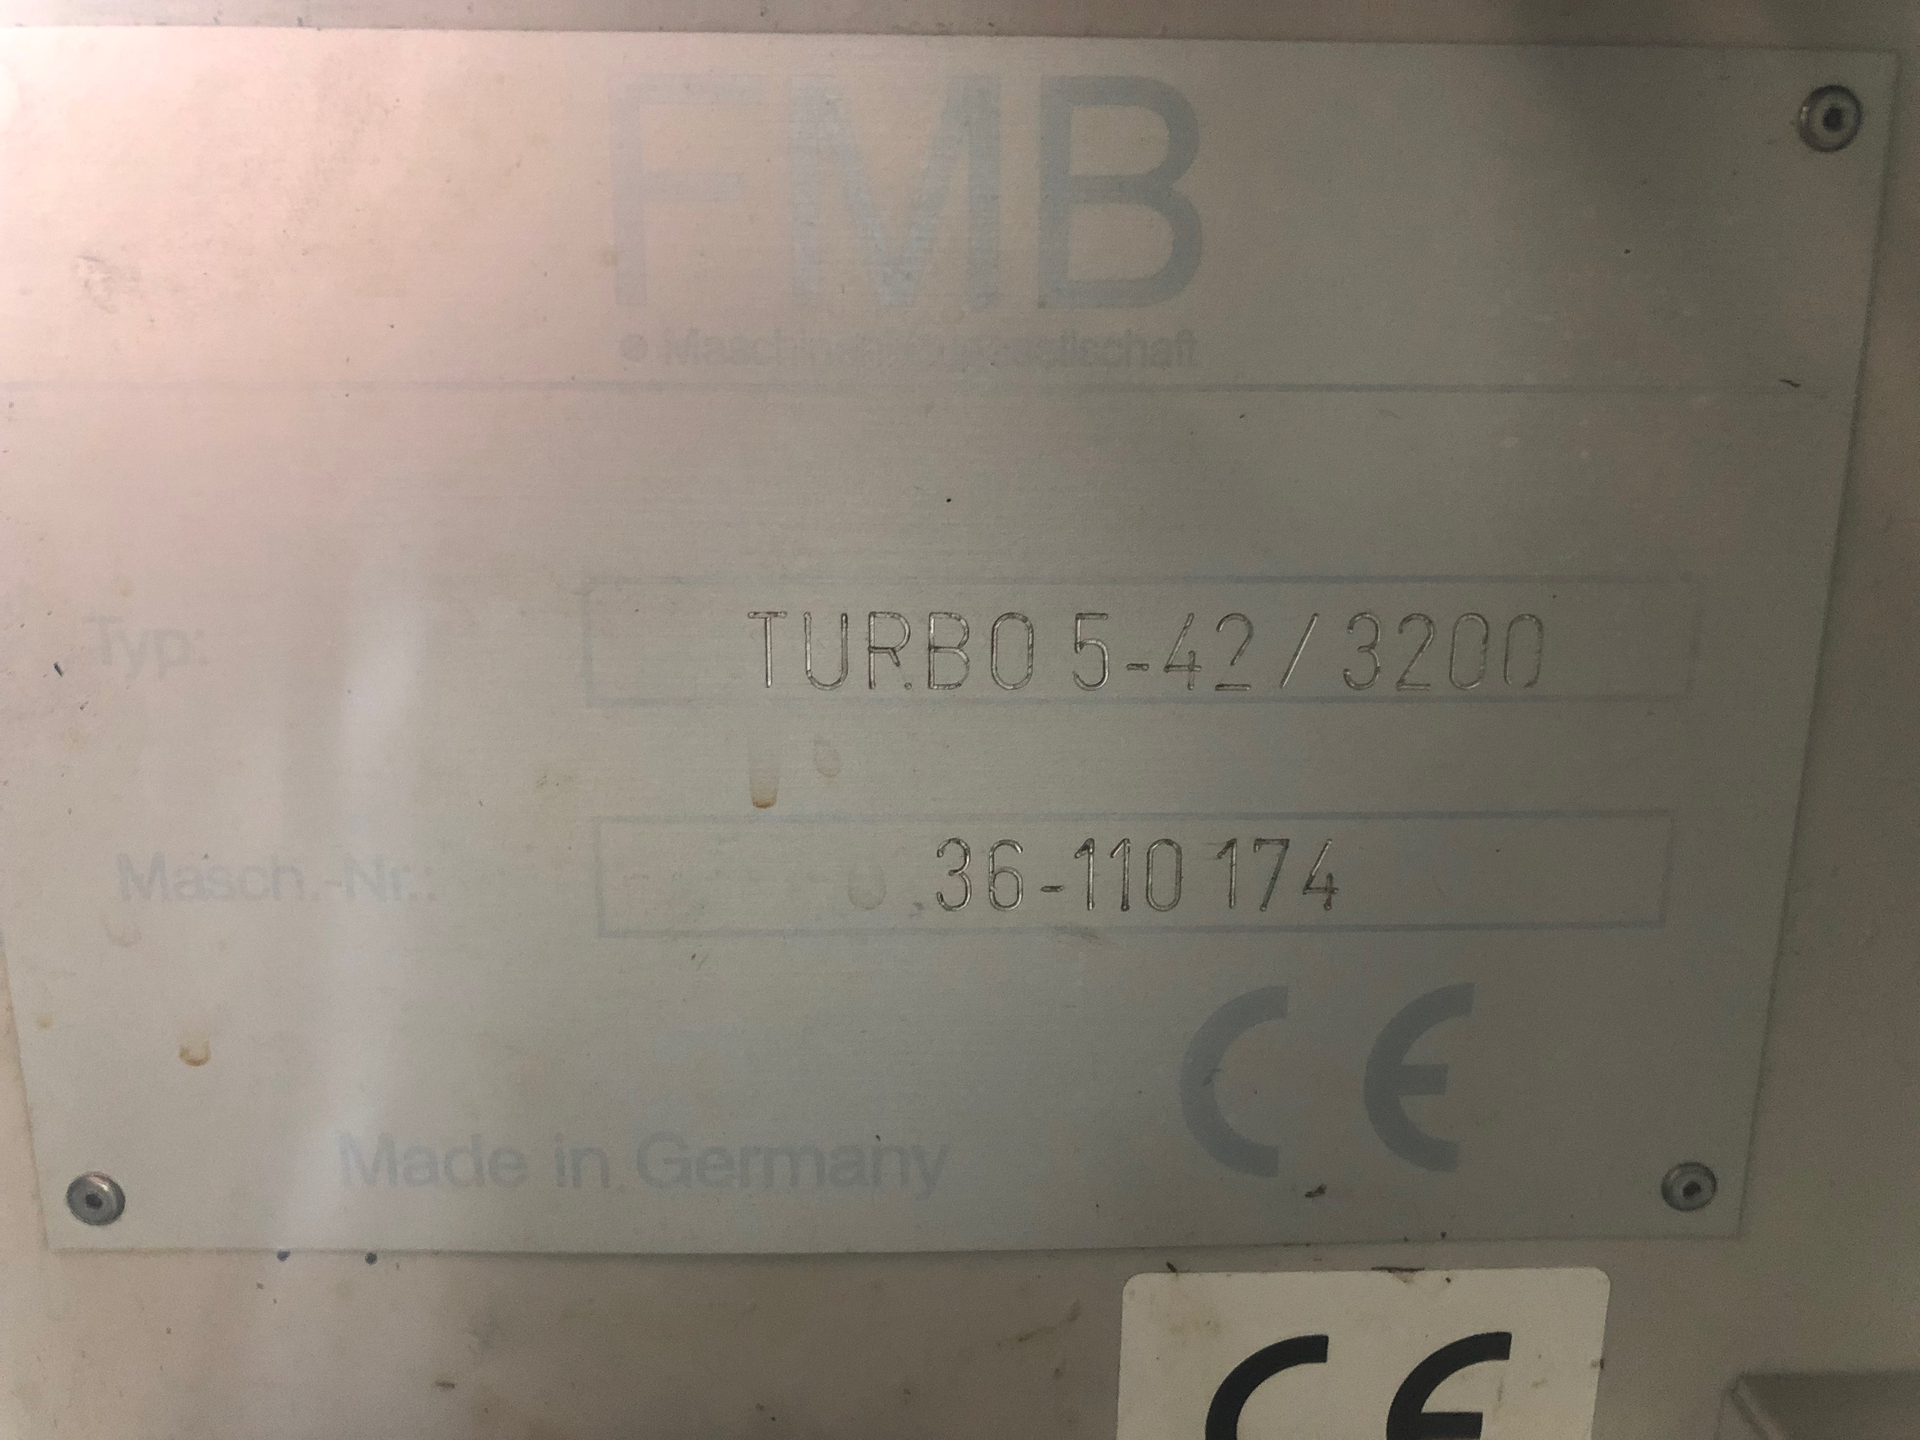 FMB
Maschinenbaugesellschaft
Typ: TURBO 5-42 / 3200
Masch.-Nr.: 36-110 174
CE
Made in Germany
CE